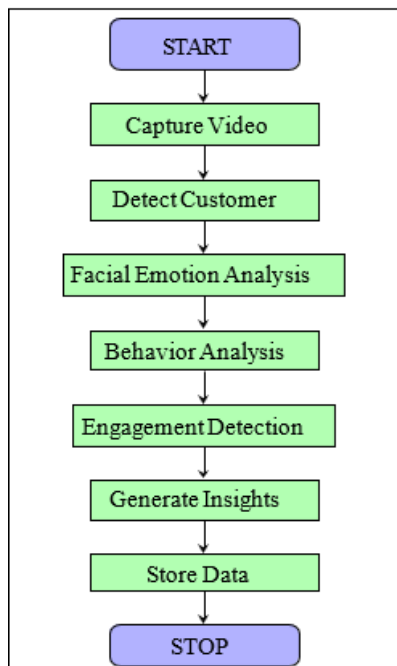 START
Capture Video
Detect Customer
Facial Emotion Analysis
Behavior Analysis
Engagement Detection
Generate Insights
Store Data
STOP